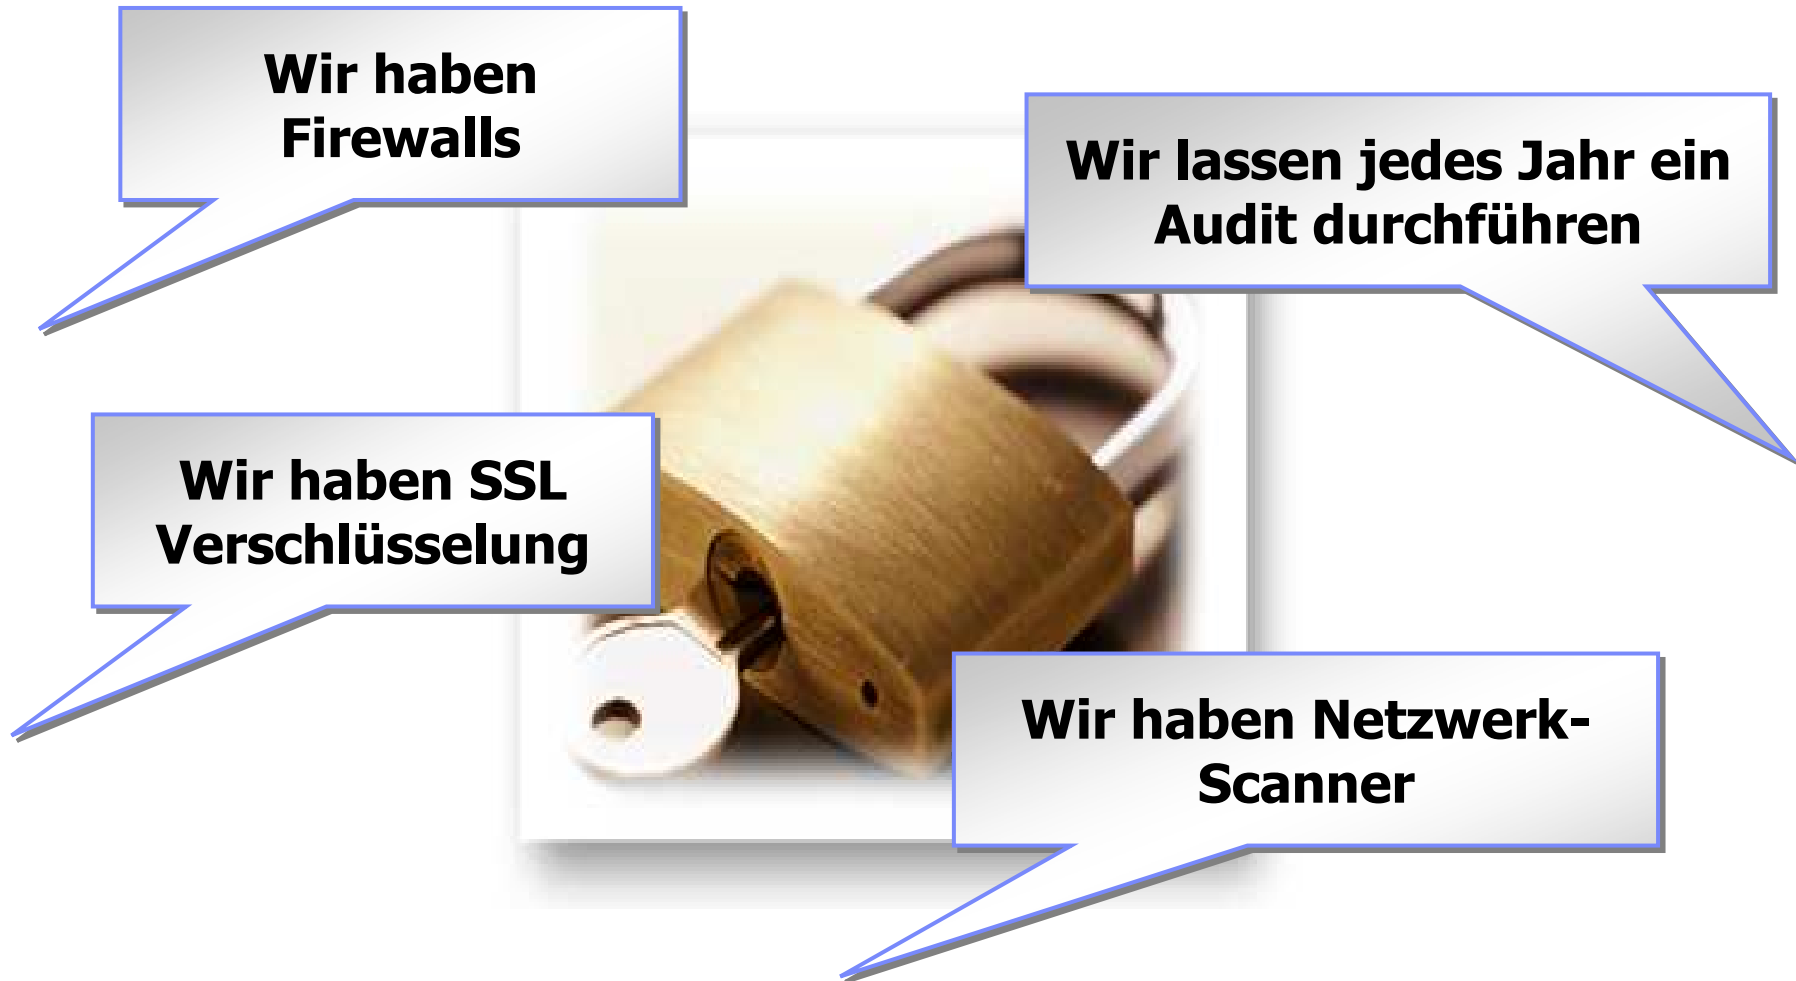 Wir haben
Firewalls
Wir lassen jedes Jahr ein
Audit durchführen
Wir haben SSL
Verschlüsselung
Wir haben Netzwerk-
Scanner